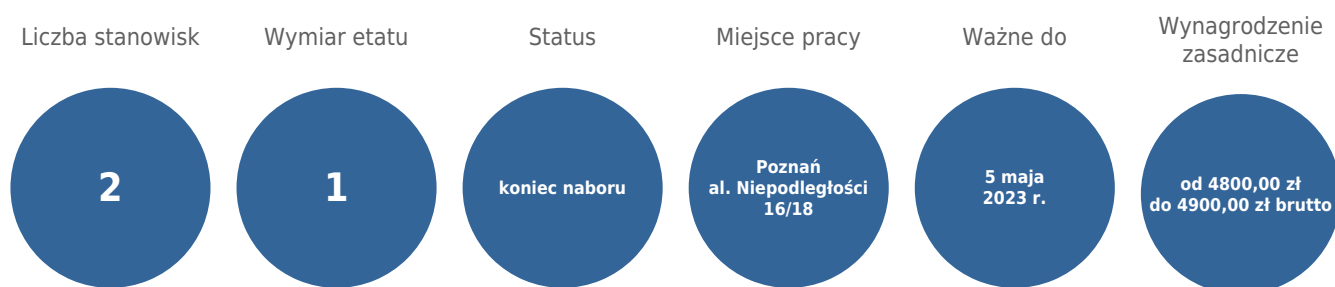 Liczba stanowisk
2
Wymiar etatu
1
Status
koniec naboru
Miejsce pracy
Poznań
al. Niepodległości
16/18
Ważne do
5 maja
2023 r.
Wynagrodzenie
zasadnicze
od 4800,00 zł
do 4900,00 zł brutto